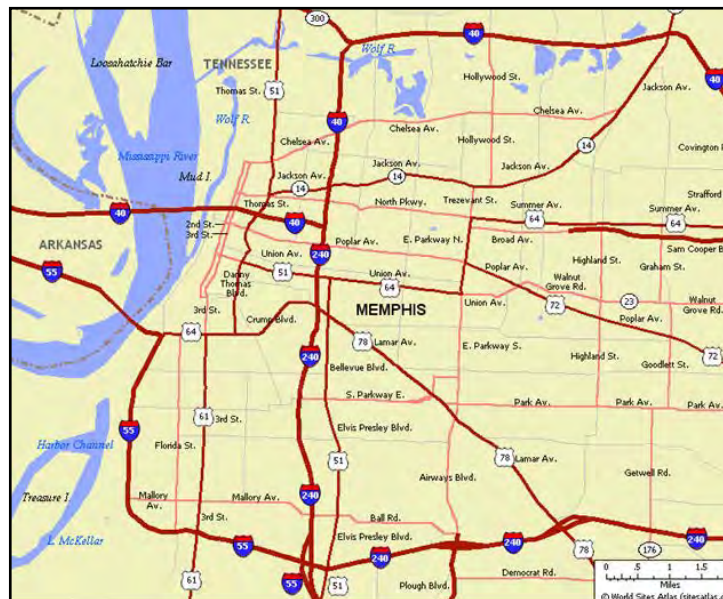 300
40
Wolf R.
Loosahatchie Bar
TENNESSEE
Hollywood St.
Jackson Av.
51
Thomas St.
40
40
Wolf R.
Chelsea Av.
Chelsea Av.
Chelsea Av.
Hollywood St.
14
Mississippi River
Mud I.
Jackson Av.
Jackson Av.
Jackson Av.
14
14
Strafford
Thomas St.
North Pkwy.
Trezevant St.
Summer Av.
Summer Av.
40
40
64
64
2nd St.
3rd St.
ARKANSAS
240
Poplar Av.
E. Parkway N.
Broad Av.
Highland St.
Sam Cooper B
55
Union Av.
51
Union Av.
64
Poplar Av.
Walnut
Grove Rd.
Graham St.
Danny
Thomas
Blvd.
3rd St.
Crump Blvd.
MEMPHIS
Union Av.
72
23
Walnut
Grove Rd.
Poplar Av.
64
78
Lamar Av.
E. Parkway S.
Highland St.
Goodlett St.
72
240
Bellevue Blvd.
S. Parkway E.
Park Av.
Park Av.
61
3rd St.
55
Elvis Presley Blvd.
Harbor Channel
Florida St.
51
78
Lamar Av.
Airways Blvd.
Getwell Rd.
Treasure I.
Mallory
Av.
Mallory Av.
240
3rd St.
Ball Rd.
L. McKellar
55
Elvis Presley Blvd.
240
240
240
78
176
61
55
51
Plough Blvd.
Democrat Rd.
0 .5 1 1.5
Miles
© World Sites Atlas (sitesatlas.